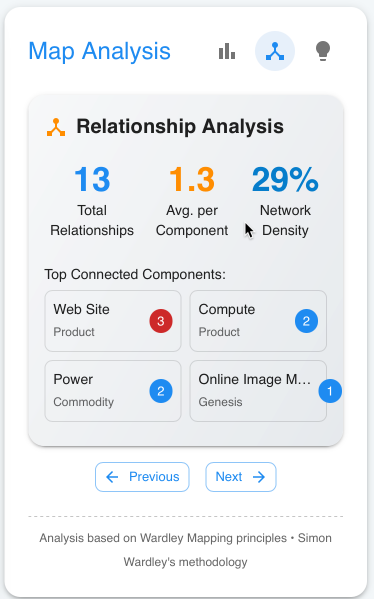 Map Analysis
Relationship Analysis
13
Total
Relationships
1.3
Avg. per
Component
29%
Network
Density
Top Connected Components:
Web Site
Product
3
Compute
Product
2
Power
Commodity
2
Online Image M...
Genesis
1
Previous
Next
Analysis based on Wardley Mapping principles • Simon
Wardley's methodology